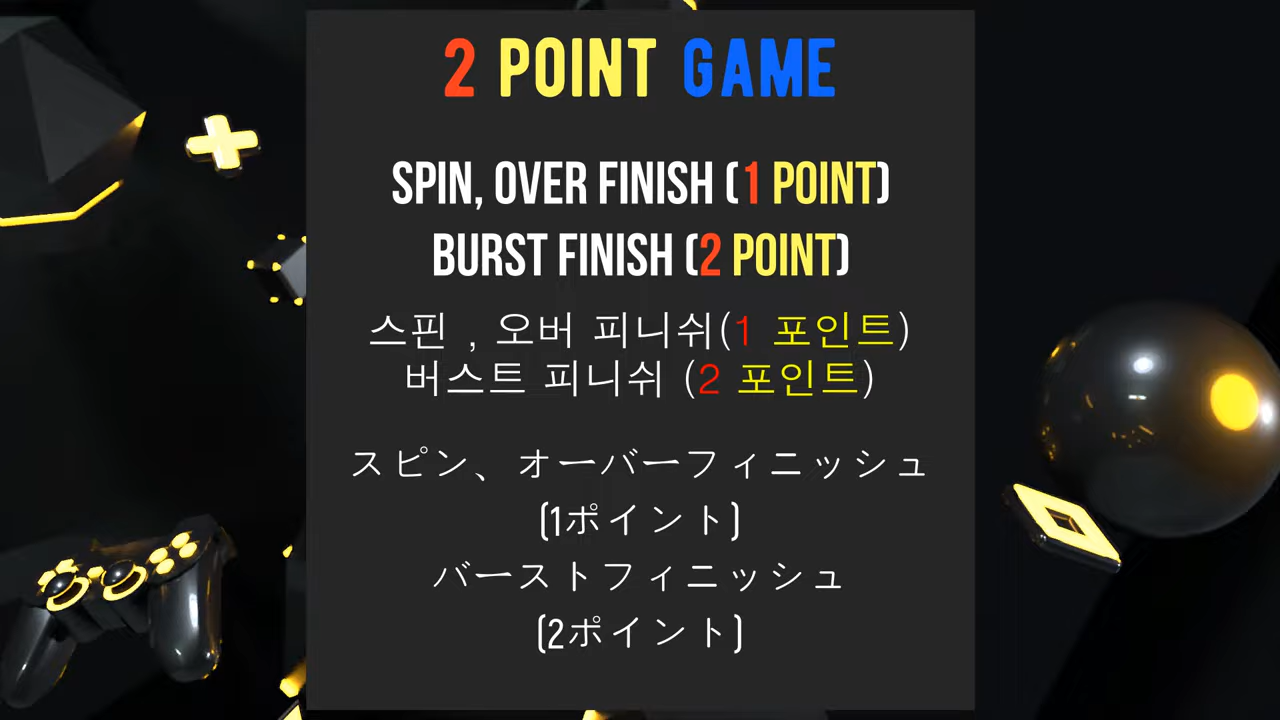 2 POINT GAME
SPIN, OVER FINISH (1 POINT)
BURST FINISH (2 POINT)
스핀 , 오버 피니쉬(1 포인트)
버스트 피니쉬 (2 포인트)
スピン、オーバーフィニッシュ
(1ポイント)
バーストフィニッシュ
(2ポイント)